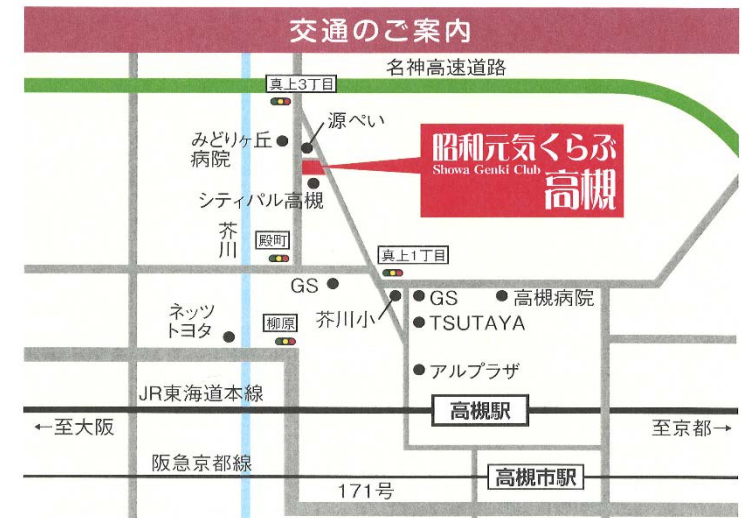 交通のご案内
名神高速道路
真上3丁目
源ぺい
みどりヶ丘
病院
昭和元気くらぶ
Showa Genki Club
高槻
シティパル高槻
芥川
殿町
真上1丁目
GS
芥川小
GS
高槻病院
ネッツ
トヨタ
柳原
TSUTAYA
アルプラザ
JR東海道本線
高槻駅
←至大阪
至京都→
阪急京都線
高槻市駅
171号